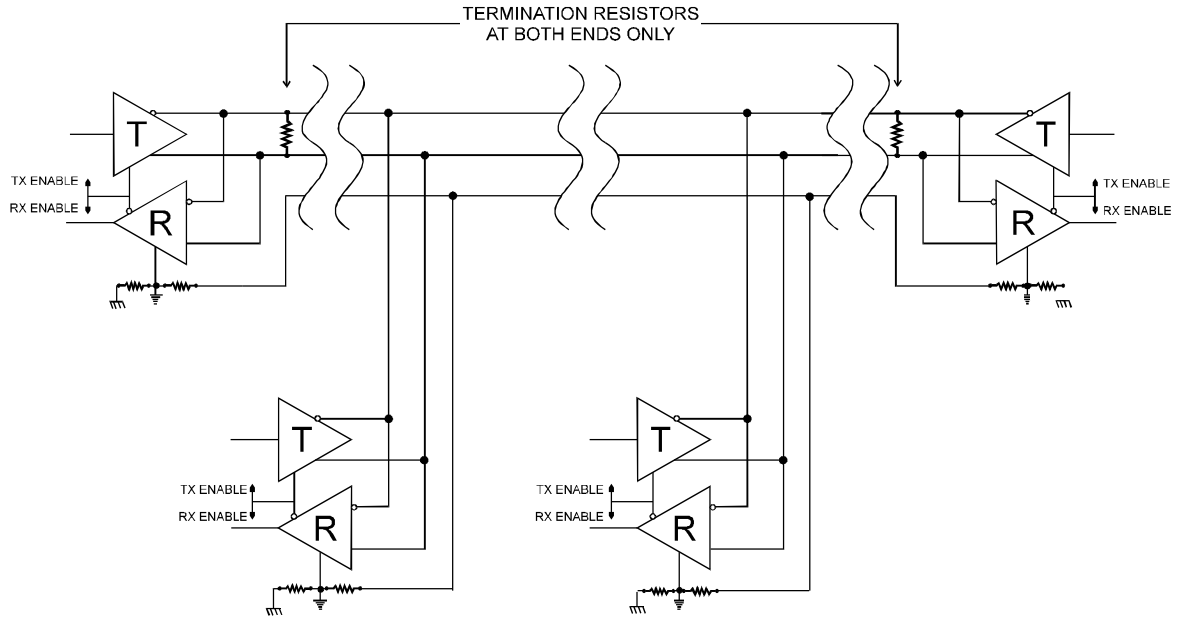 TERMINATION RESISTORS
AT BOTH ENDS ONLY
T
T
TX ENABLE
RX ENABLE
R
R
TX ENABLE
RX ENABLE
T
T
TX ENABLE
RX ENABLE
R
TX ENABLE
RX ENABLE
R